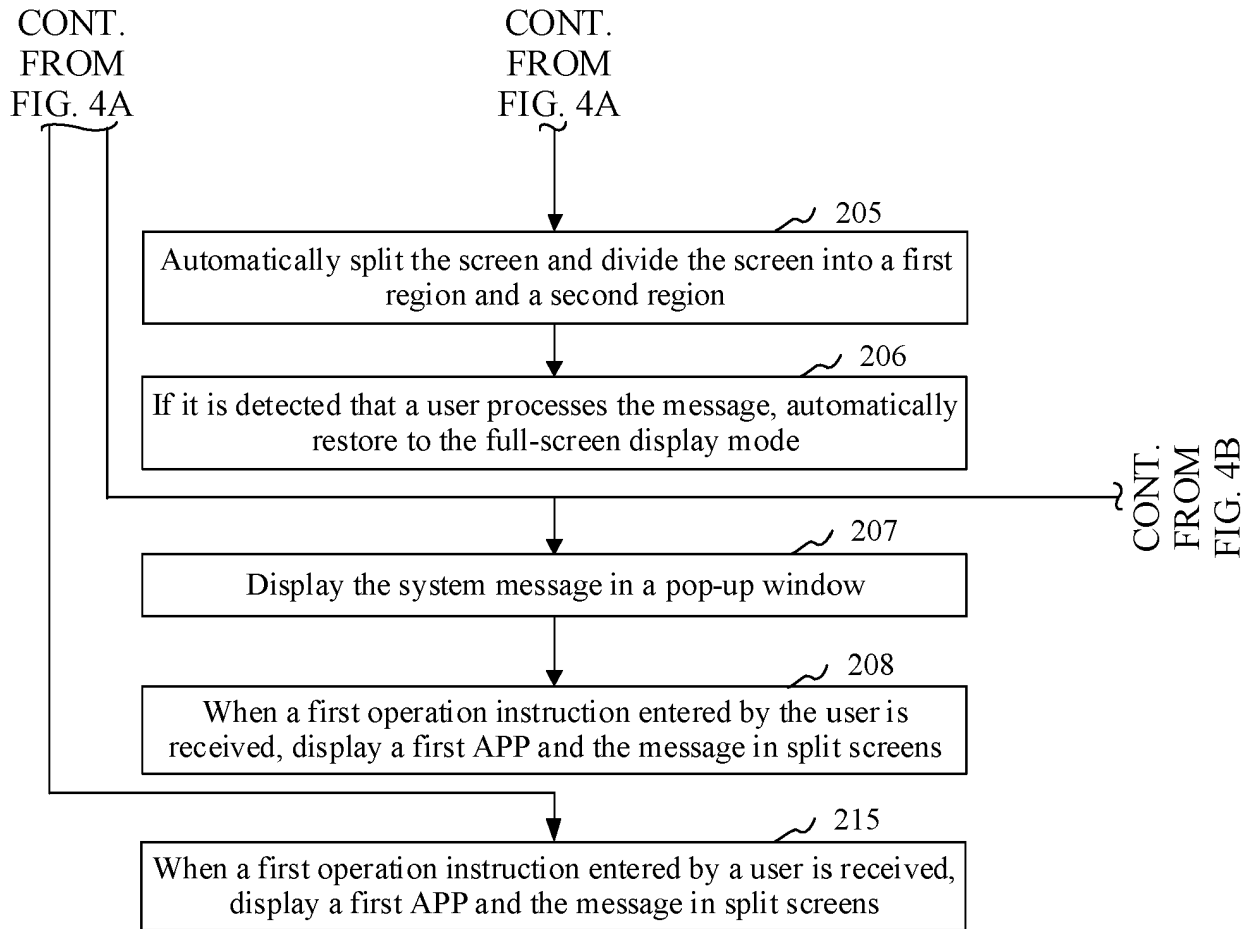 CONT.
FROM
FIG. 4A
CONT.
FROM
FIG. 4A
205
Automatically split the screen and divide the screen into a first
region and a second region
206
If it is detected that a user processes the message, automatically
restore to the full-screen display mode
CONT.
FROM
FIG. 4B
207
Display the system message in a pop-up window
208
When a first operation instruction entered by the user is
received, display a first APP and the message in split screens
215
When a first operation instruction entered by a user is received,
display a first APP and the message in split screens